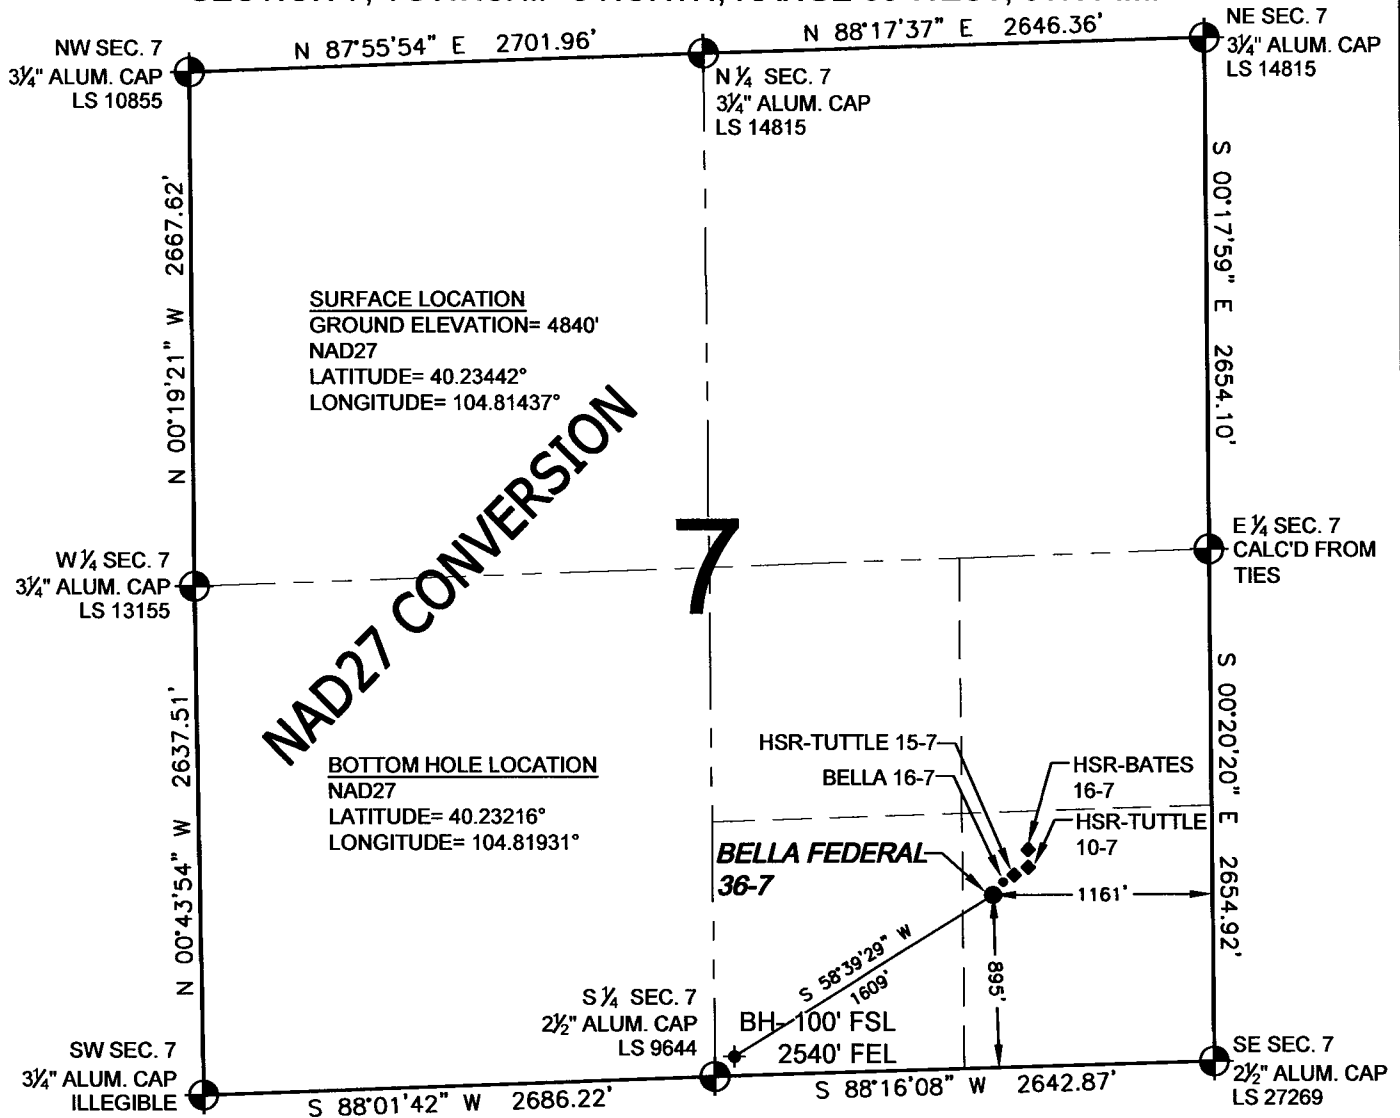 NW SEC. 7
3¼" ALUM. CAP
LS 10855
N 87°55'54" E 2701.96'
N 88°17'37" E 2646.36'
NE SEC. 7
3¼" ALUM. CAP
LS 14815
N ¼ SEC. 7
3¼" ALUM. CAP
LS 14815
N 00°19'21" W 2667.62'
S 00°17'59" E 2654.10'
SURFACE LOCATION
GROUND ELEVATION= 4840'
NAD27
LATITUDE= 40.23442°
LONGITUDE= 104.81437°
NAD27 CONVERSION
7
W ¼ SEC. 7
3¼" ALUM. CAP
LS 13155
E ¼ SEC. 7
CALC'D FROM
TIES
N 00°43'54" W 2637.51'
S 00°20'20" E 2654.92'
BOTTOM HOLE LOCATION
NAD27
LATITUDE= 40.23216°
LONGITUDE= 104.81931°
HSR-TUTTLE 15-7
BELLA 16-7
HSR-BATES
16-7
HSR-TUTTLE
10-7
BELLA FEDERAL
36-7
1161'
895'
S 58°39'29" W
1609'
BH- 100' FSL
2540' FEL
S ¼ SEC. 7
2½" ALUM. CAP
LS 9644
SW SEC. 7
3¼" ALUM. CAP
ILLEGIBLE
S 88°01'42" W 2686.22'
S 88°16'08" W 2642.87'
SE SEC. 7
2½" ALUM. CAP
LS 27269